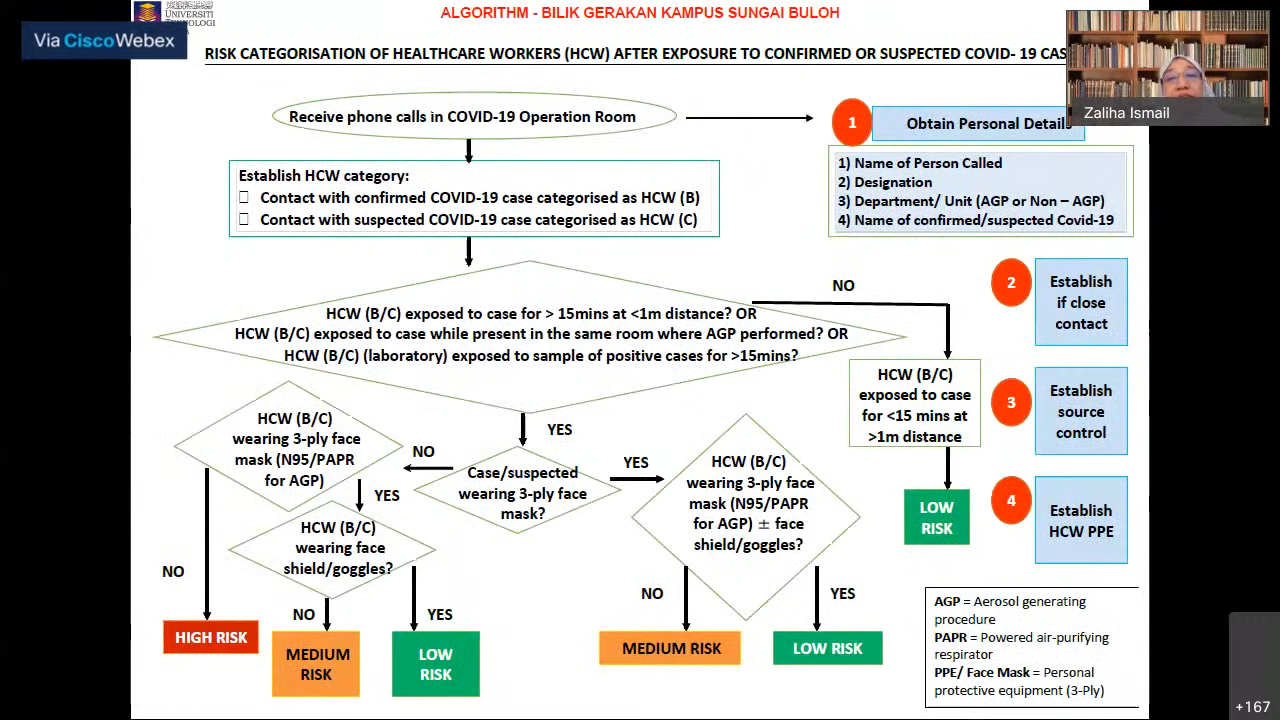 UNIVERSITI
TEKNOLOGI
ALGORITHM - BILIK GERAKAN KAMPUS SUNGAI BULOH
Via CiscoWebex
RISK CATEGORISATION OF HEALTHCARE WORKERS (HCW) AFTER EXPOSURE TO CONFIRMED OR SUSPECTED COVID- 19 CAS
Zaliha Ismail
Receive phone calls in COVID-19 Operation Room
1
Obtain Personal Details
Establish HCW category:
Contact with confirmed COVID-19 case categorised as HCW (B)
Contact with suspected COVID-19 case categorised as HCW (C)
1) Name of Person Called
2) Designation
3) Department/ Unit (AGP or Non – AGP)
4) Name of confirmed/suspected Covid-19
HCW (B/C) exposed to case for > 15mins at <1m distance? OR
HCW (B/C) exposed to case while present in the same room where AGP performed? OR
HCW (B/C) (laboratory) exposed to sample of positive cases for >15mins?
NO
2
Establish
if close
contact
HCW (B/C)
exposed to case
for <15 mins at
>1m distance
3
Establish
source
control
LOW
RISK
4
Establish
HCW PPE
YES
Case/suspected
wearing 3-ply face
mask?
NO
HCW (B/C)
wearing 3-ply face
mask (N95/PAPR
for AGP)
YES
HCW (B/C)
wearing face
shield/goggles?
NO
HIGH RISK
NO
MEDIUM
RISK
YES
LOW
RISK
YES
HCW (B/C)
wearing 3-ply face
mask (N95/PAPR
for AGP) ± face
shield/goggles?
NO
MEDIUM RISK
YES
LOW RISK
AGP = Aerosol generating
procedure
PAPR = Powered air-purifying
respirator
PPE/ Face Mask = Personal
protective equipment (3-Ply)
+167